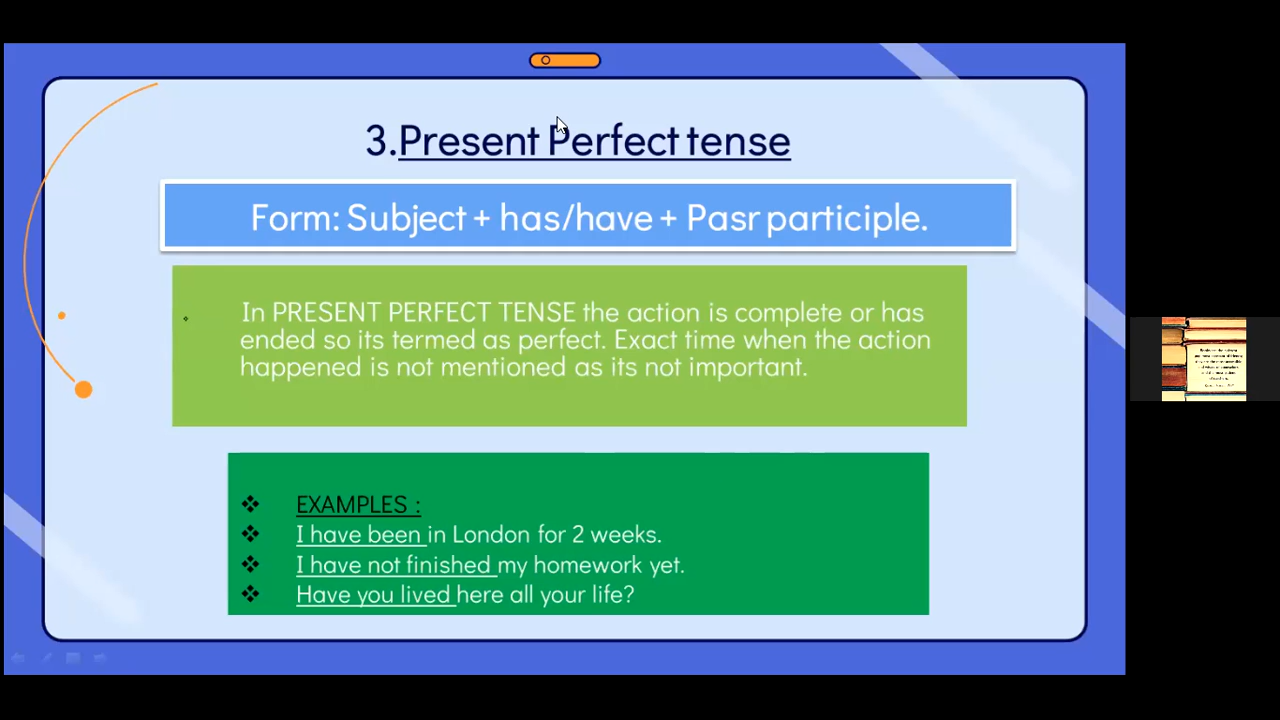 3.Present Perfect tense
Form: Subject + has/have + Pasr participle.
In PRESENT PERFECT TENSE the action is complete or has
ended so its termed as perfect. Exact time when the action
happened is not mentioned as its not important.
EXAMPLES :
I have been in London for 2 weeks.
I have not finished my homework yet.
Have you lived here all your life?